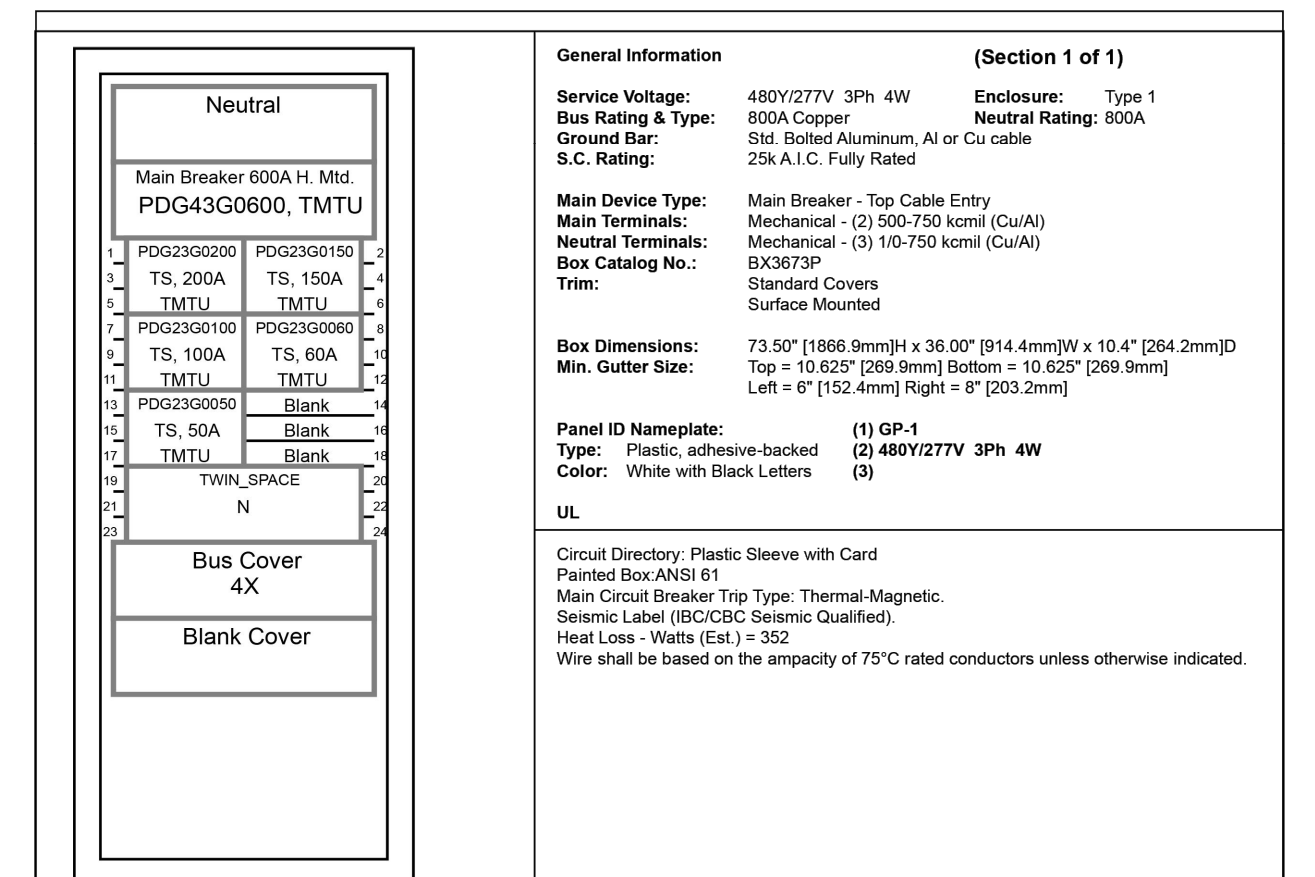 Neutral
Main Breaker 600A H. Mtd.
PDG43G0600, TMTU
1 PDG23G0200 PDG23G0150 2
3 TS, 200A TS, 150A 4
5 TMTU TMTU 6
7 PDG23G0100 PDG23G0060 8
9 TS, 100A TS, 60A 10
11 TMTU TMTU 12
13 PDG23G0050 Blank 14
15 TS, 50A Blank 16
17 TMTU Blank 18
19 TWIN_SPACE 20
21 N 22
23 24
Bus Cover
4X
Blank Cover
General Information (Section 1 of 1)
Service Voltage: 480Y/277V 3Ph 4W Enclosure: Type 1
Bus Rating & Type: 800A Copper Neutral Rating: 800A
Ground Bar: Std. Bolted Aluminum, Al or Cu cable
S.C. Rating: 25k A.I.C. Fully Rated
Main Device Type: Main Breaker - Top Cable Entry
Main Terminals: Mechanical - (2) 500-750 kcmil (Cu/Al)
Neutral Terminals: Mechanical - (3) 1/0-750 kcmil (Cu/Al)
Box Catalog No.: BX3673P
Trim: Standard Covers
Surface Mounted
Box Dimensions: 73.50" [1866.9mm]H x 36.00" [914.4mm]W x 10.4" [264.2mm]D
Min. Gutter Size: Top = 10.625" [269.9mm] Bottom = 10.625" [269.9mm]
Left = 6" [152.4mm] Right = 8" [203.2mm]
Panel ID Nameplate: (1) GP-1
Type: Plastic, adhesive-backed (2) 480Y/277V 3Ph 4W
Color: White with Black Letters (3)
UL
Circuit Directory: Plastic Sleeve with Card
Painted Box:ANSI 61
Main Circuit Breaker Trip Type: Thermal-Magnetic.
Seismic Label (IBC/CBC Seismic Qualified).
Heat Loss - Watts (Est.) = 352
Wire shall be based on the ampacity of 75°C rated conductors unless otherwise indicated.